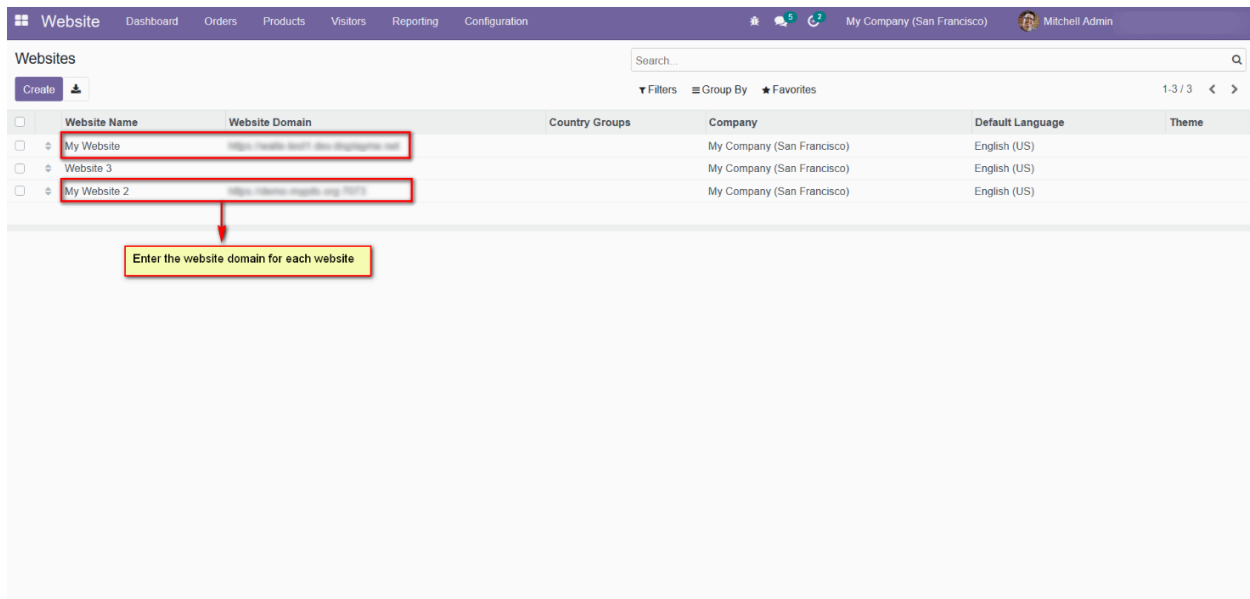 Website Dashboard Orders Products Visitors Reporting Configuration 5 2 My Company (San Francisco) Mitchell Admin
Websites
Search...
Create Filters Group By Favorites 1-3 / 3
Website Name Website Domain Country Groups Company Default Language Theme
My Website My Company (San Francisco) English (US)
Website 3 My Company (San Francisco) English (US)
My Website 2 My Company (San Francisco) English (US)
Enter the website domain for each website